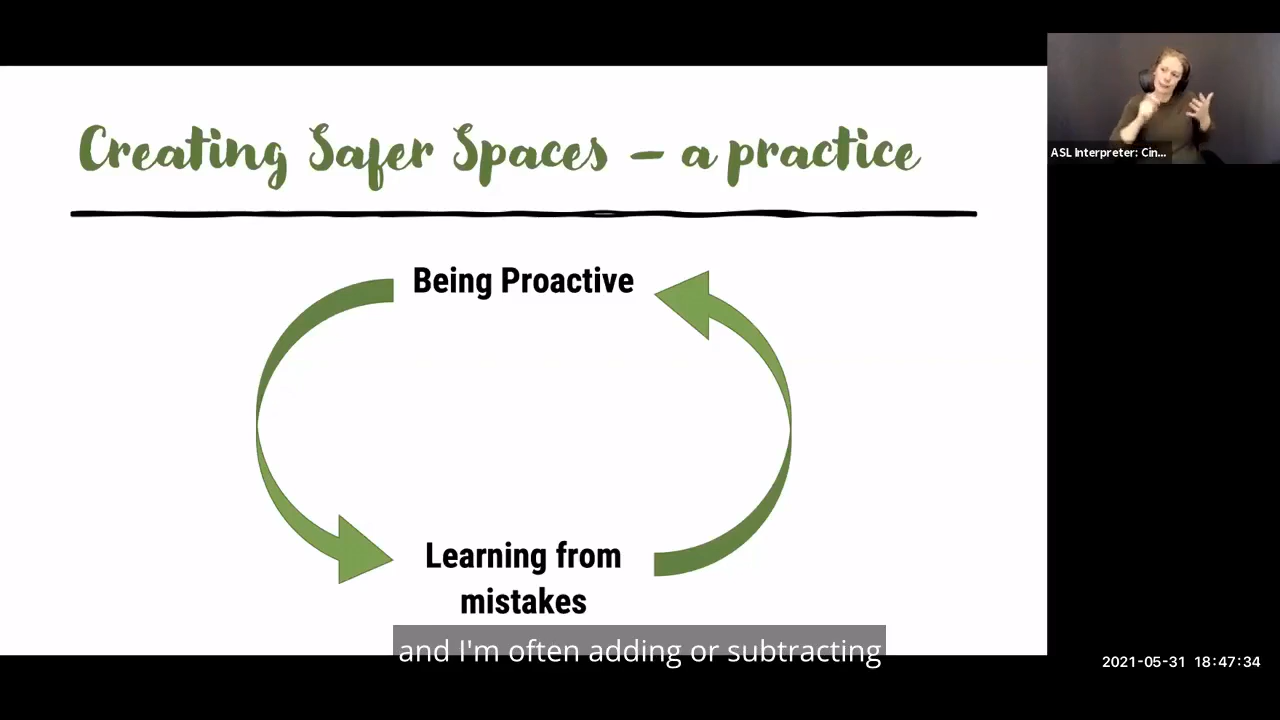 Creating Safer Spaces – a practice
Being Proactive
Learning from
mistakes
and I'm often adding or subtracting
ASL Interpreter: Cin...
2021-05-31 18:47:34